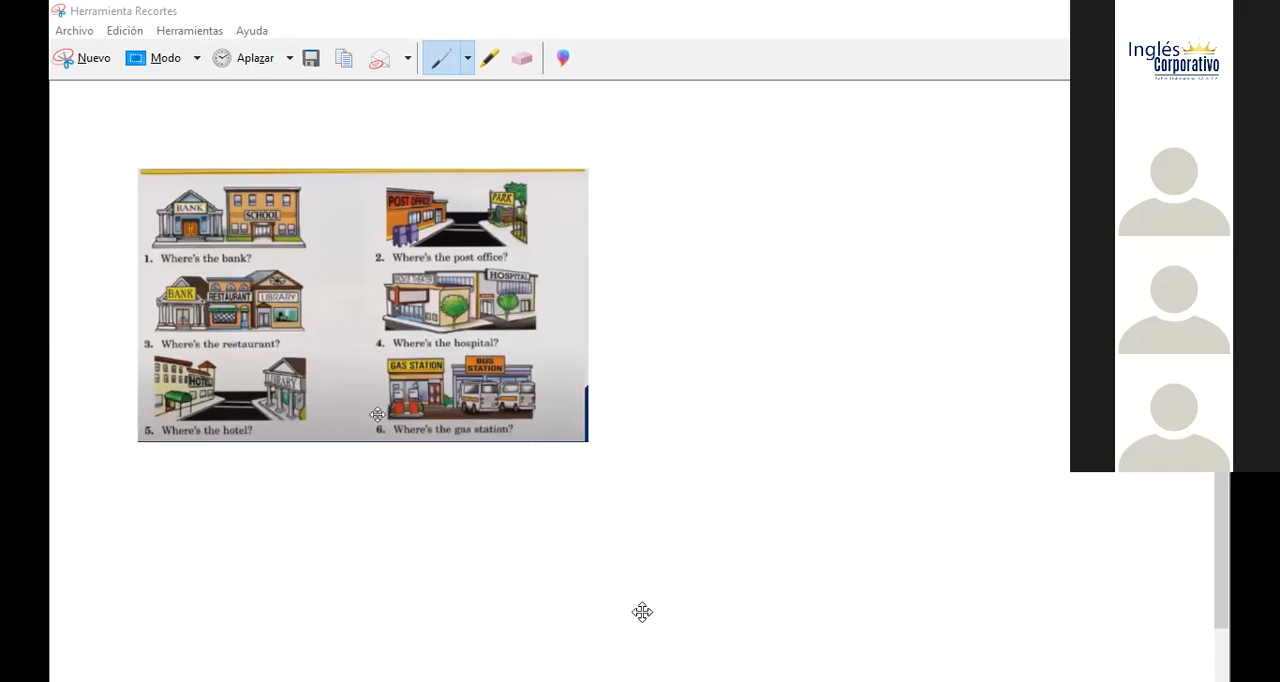 Herramienta Recortes
Archivo Edición Herramientas Ayuda
Nuevo Modo Aplazar
Inglés
Corporativo
BANK SCHOOL
1. Where's the bank?
POST OFFICE PARK
2. Where's the post office?
BANK RESTAURANT LIBRARY
3. Where's the restaurant?
HOSPITAL
4. Where's the hospital?
HOTEL LIBRARY
5. Where's the hotel?
GAS STATION BUS STATION
6. Where's the gas station?